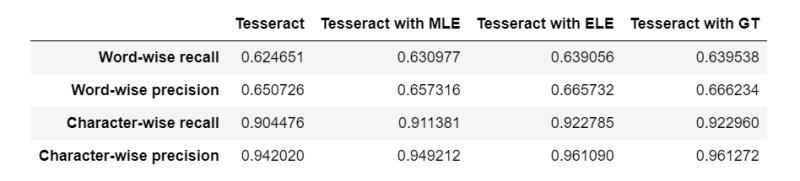 Tesseract Tesseract with MLE Tesseract with ELE Tesseract with GT
Word-wise recall 0.624651 0.630977 0.639056 0.639538
Word-wise precision 0.650726 0.657316 0.665732 0.666234
Character-wise recall 0.904476 0.911381 0.922785 0.922960
Character-wise precision 0.942020 0.949212 0.961090 0.961272